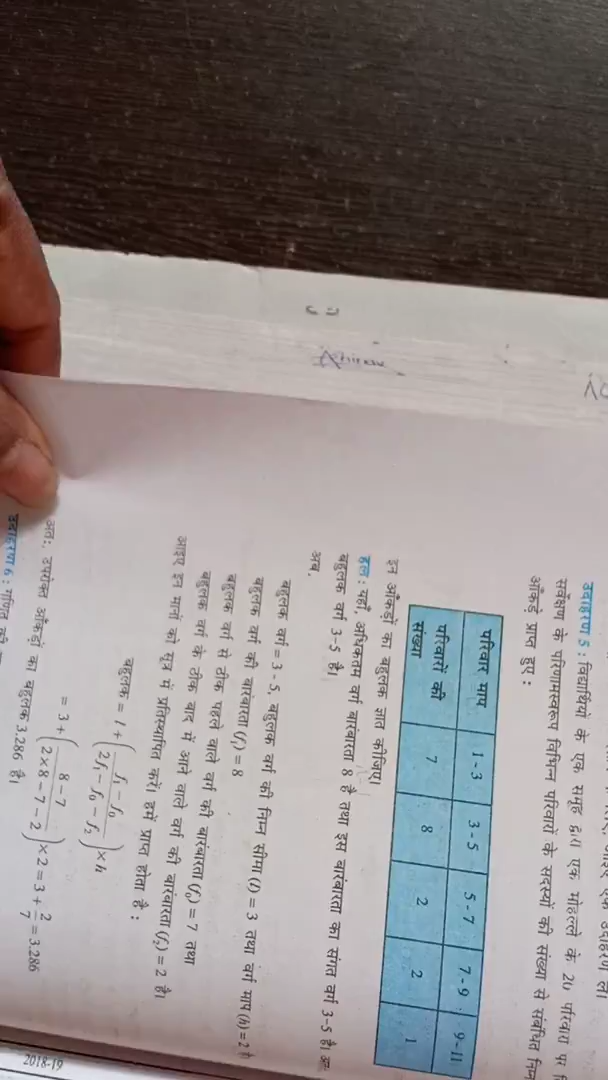 उदाहरण 5 : विद्यार्थियों के एक समूह द्वारा एक मोहल्ले के 20 परिवारों पर
सर्वेक्षण के परिणामस्वरूप विभिन्न परिवारों के सदस्यों की संख्या से संबंधित निम्न
आँकड़े प्राप्त हुए :
परिवार माप 1 - 3 3 - 5 5 - 7 7 - 9 9 - 11
परिवारों की संख्या 7 8 2 2 1
इन आँकड़ों का बहुलक ज्ञात कीजिए।
हल : यहाँ, अधिकतम वर्ग बारंबारता 8 है तथा इस बारंबारता का संगत वर्ग 3-5 है।
बहुलक वर्ग 3-5 है।
अब,
बहुलक वर्ग = 3 - 5, बहुलक वर्ग की निम्न सीमा (l) = 3 तथा वर्ग माप (h) = 2 है
बहुलक वर्ग की बारंबारता (f₁) = 8
बहुलक वर्ग से ठीक पहले वाले वर्ग की बारंबारता (f₀) = 7 तथा
बहुलक वर्ग के ठीक बाद में आने वाले वर्ग की बारंबारता (f₂) = 2 है।
आइए इन मानों को सूत्र में प्रतिस्थापित करें। हमें प्राप्त होता है :
बहुलक = l + ( (f₁ - f₀) / (2f₁ - f₀ - f₂) ) × h
= 3 + ( (8 - 7) / (2 × 8 - 7 - 2) ) × 2 = 3 + 2/7 = 3.286
अतः, उपर्युक्त आँकड़ों का बहुलक 3.286 है।
उदाहरण 6 :
2018-19